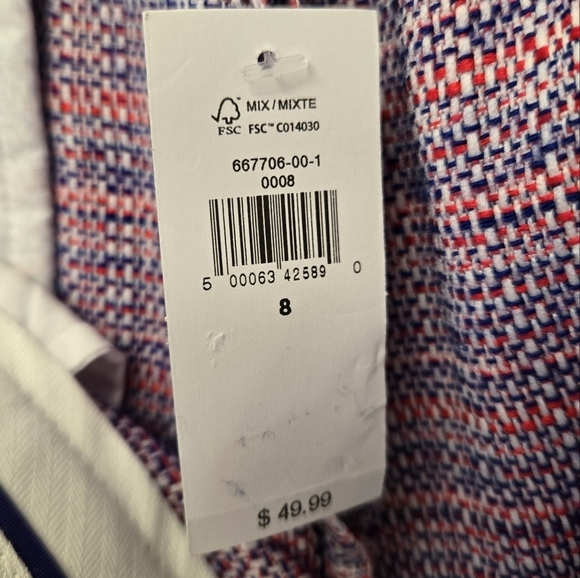 MIX / MIXTE
FSC FSC™ C014030
667706-00-1
0008
5 00063 42589 0
8
$ 49.99